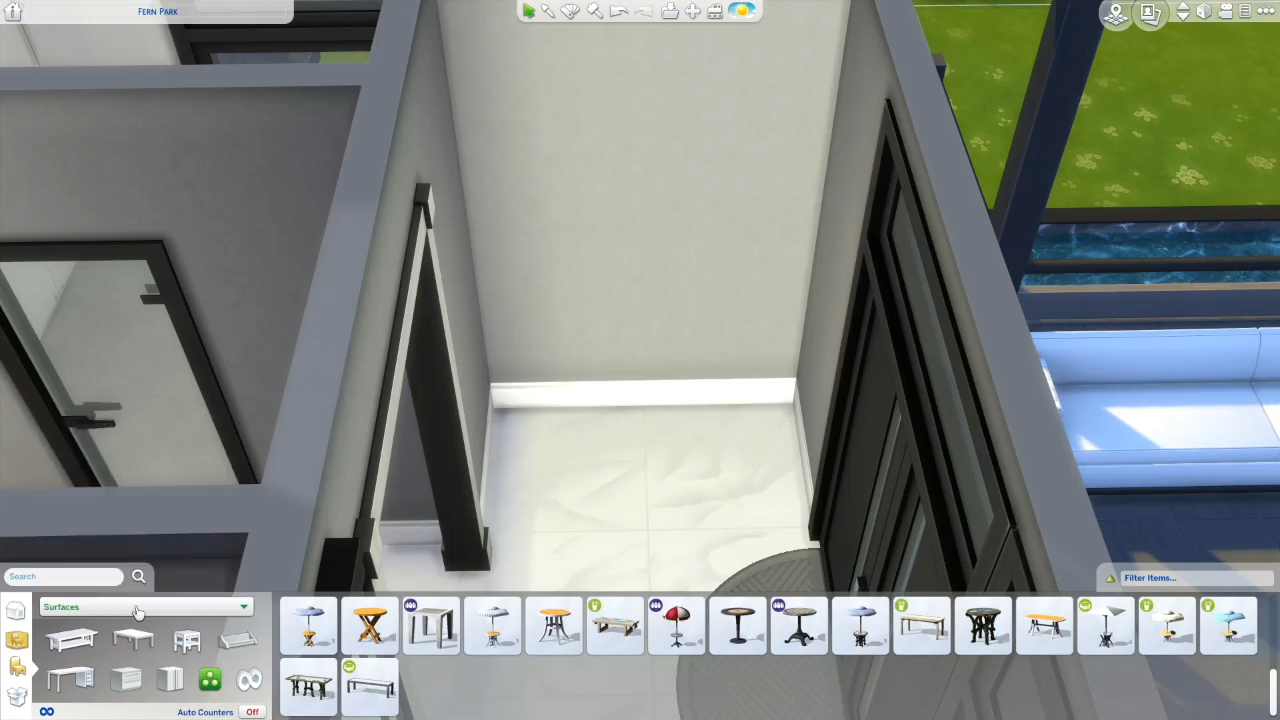 FERN PARK
Search
Filter Items...
Surfaces
Auto Counters
Off